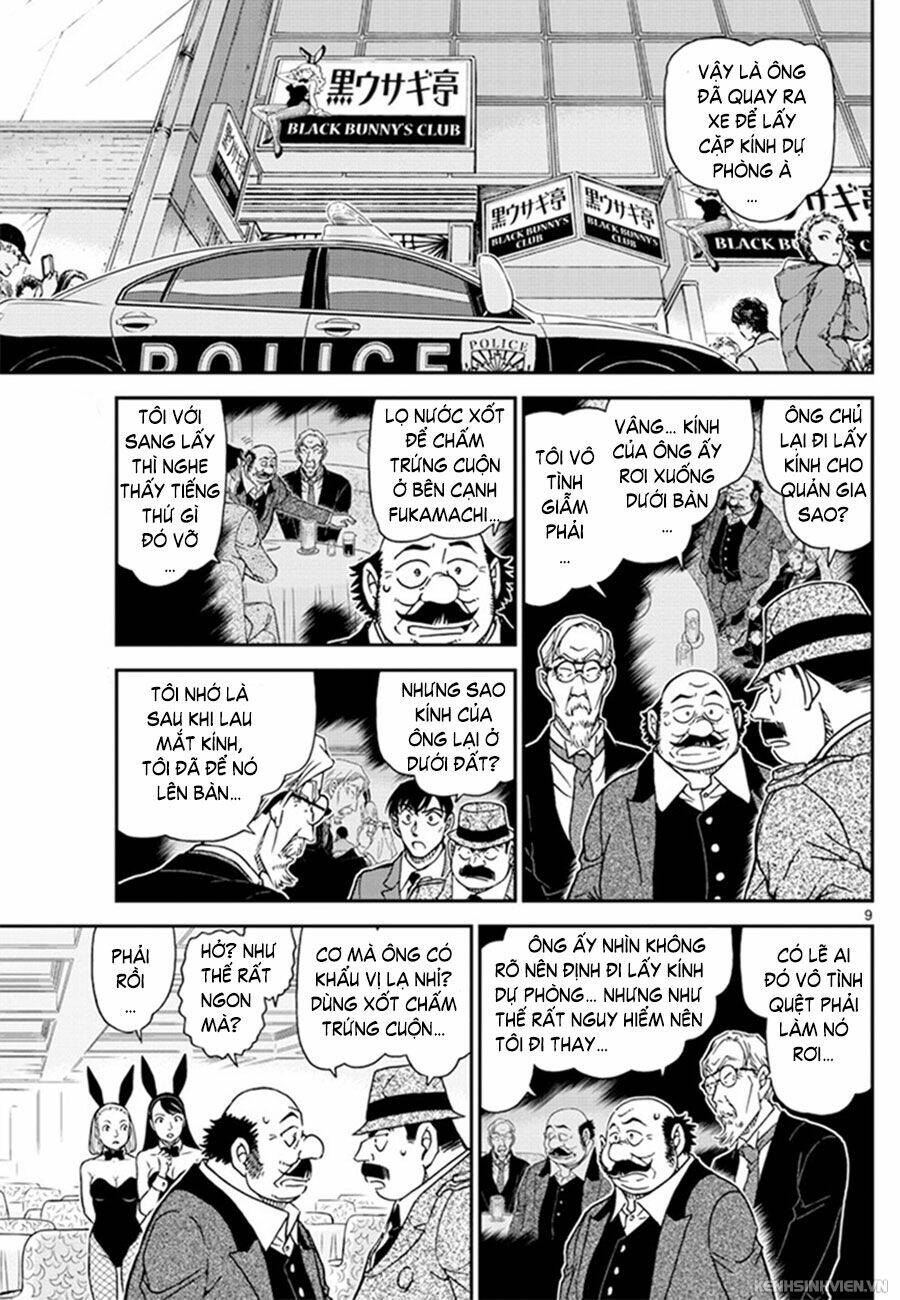 VẬY LÀ ÔNG
ĐÃ QUAY RA
XE ĐỂ LẤY
CẶP KÍNH DỰ
PHÒNG À
...
黒ウサギ亭
BLACK BUNNY'S CLUB
黒ウサギ亭
BLACK BUNNY'S
CLUB
黒ウサギ亭
BLACK BUNNY'S
CLUB
黒ウサギ
BLACK BU
POLICE
POLICE
ÔNG CHỦ
LẠI ĐI LẤY
KÍNH CHO
QUẢN GIA
SAO?
VÂNG... KÍNH
CỦA ÔNG ẤY
RƠI XUỐNG
DƯỚI BÀN
...
TÔI VÔ
TÌNH
GIẪM
PHẢI
...
LỌ NƯỚC XỐT
ĐỂ CHẤM
TRỨNG CUỘN
Ở BÊN CẠNH
FUKAMACHI...
TÔI VỚI
SANG LẤY
THÌ NGHE
THẤY TIẾNG
THỨ GÌ
ĐÓ VỠ
...
NHƯNG SAO
KÍNH CỦA
ÔNG LẠI Ở
DƯỚI ĐẤT?
TÔI NHỚ LÀ
SAU KHI LAU
MẮT KÍNH,
TÔI ĐÃ ĐỂ NÓ
LÊN BÀN...
9
CÓ LẼ AI
ĐÓ VÔ TÌNH
QUỆT PHẢI
LÀM NÓ
RƠI...
ÔNG ẤY NHÌN KHÔNG
RÕ NÊN ĐỊNH ĐI LẤY KÍNH
DỰ PHÒNG... NHƯNG NHƯ
THẾ RẤT NGUY HIỂM NÊN
TÔI ĐI THAY...
CƠ MÀ ÔNG CÓ
KHẨU VỊ LẠ NHỈ?
DÙNG XỐT CHẤM
TRỨNG CUỘN...
HỞ? NHƯ
THẾ RẤT
NGON
MÀ?
PHẢI
RỒI
...
KENHSINHVIEN.VN